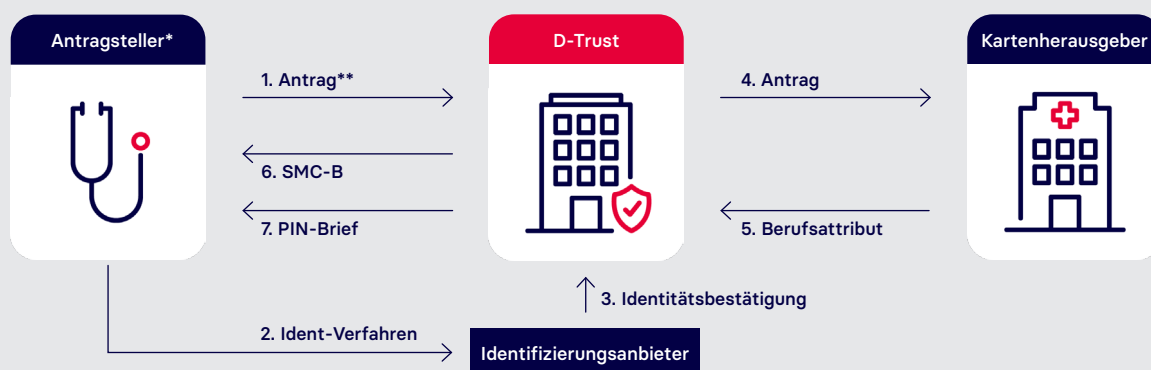 Antragsteller*
D-Trust
Kartenherausgeber
1. Antrag**
4. Antrag
6. SMC-B
7. PIN-Brief
5. Berufsattribut
3. Identitätsbestätigung
2. Ident-Verfahren
Identifizierungsanbieter